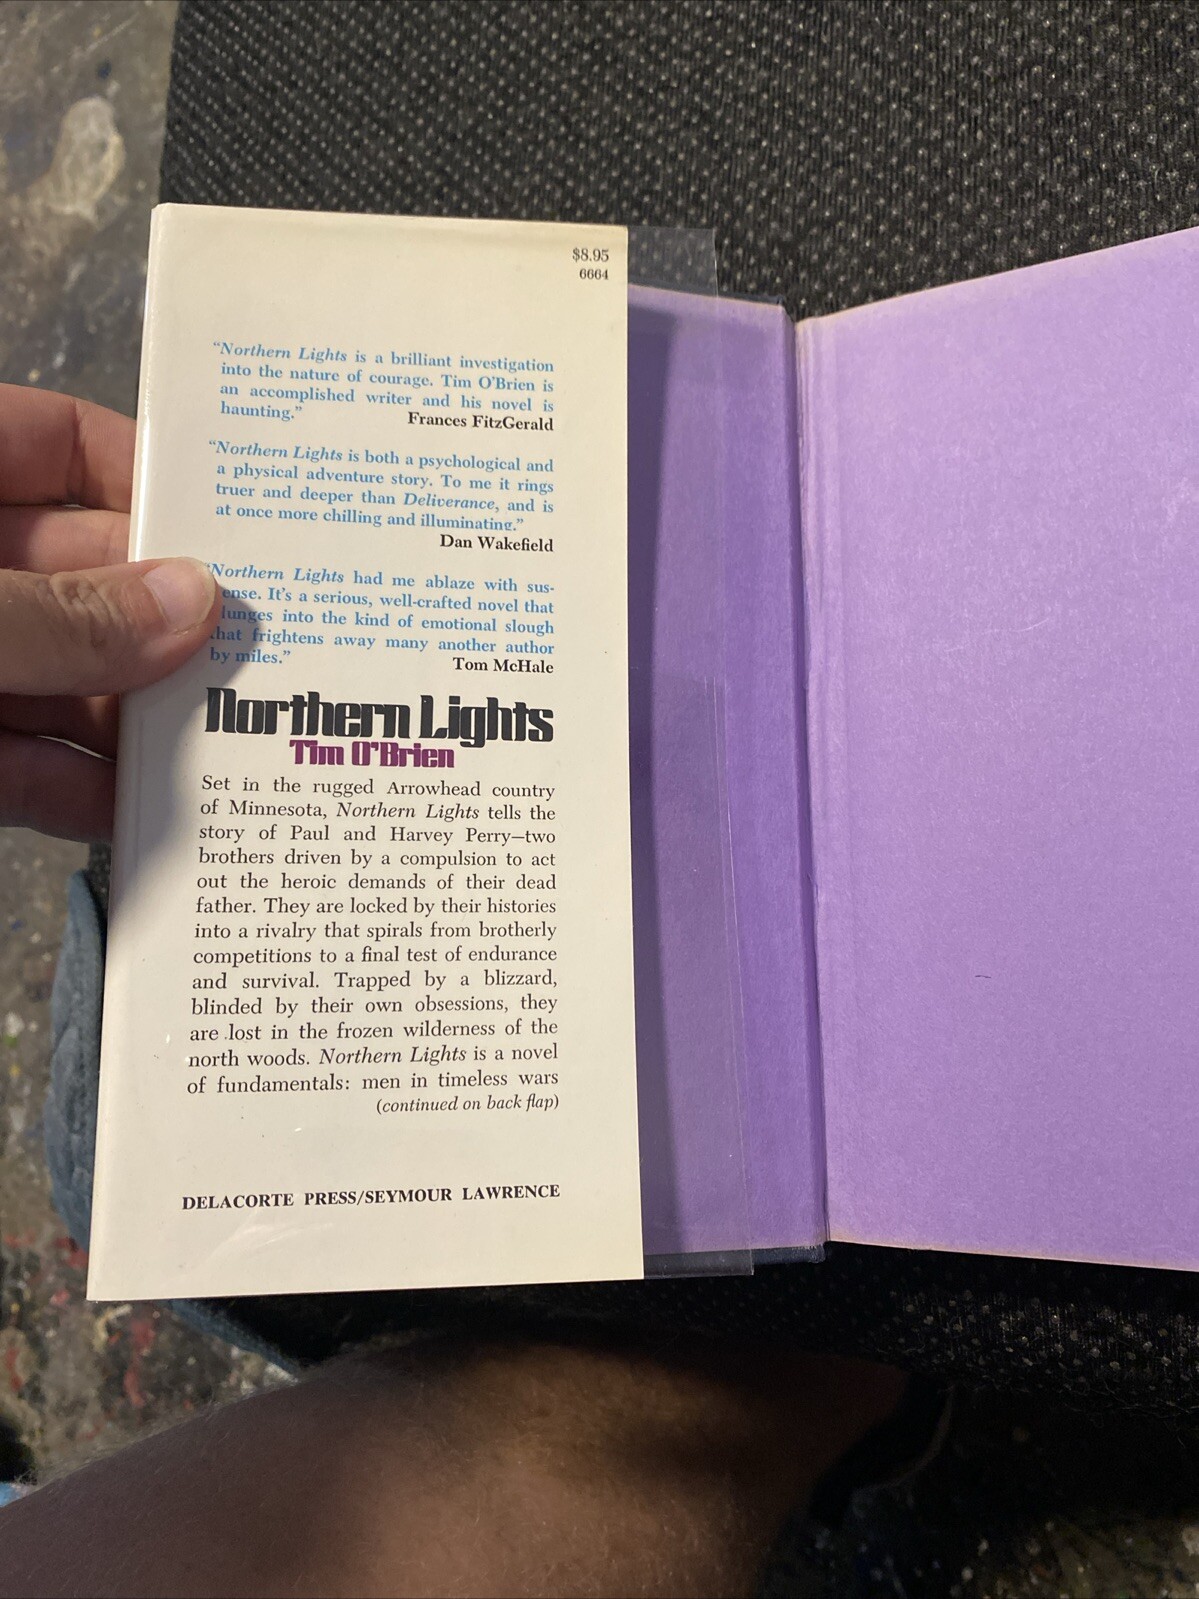 $8.95
6664
“Northern Lights is a brilliant investigation
into the nature of courage. Tim O’Brien is
an accomplished writer and his novel is
haunting.” Frances FitzGerald
“Northern Lights is both a psychological and
a physical adventure story. To me it rings
truer and deeper than Deliverance, and is
at once more chilling and illuminating.”
Dan Wakefield
“Northern Lights had me ablaze with sus-
ense. It’s a serious, well-crafted novel that
lunges into the kind of emotional slough
that frightens away many another author
by miles.” Tom McHale
Northern Lights
Tim O’Brien
Set in the rugged Arrowhead country
of Minnesota, Northern Lights tells the
story of Paul and Harvey Perry—two
brothers driven by a compulsion to act
out the heroic demands of their dead
father. They are locked by their histories
into a rivalry that spirals from brotherly
competitions to a final test of endurance
and survival. Trapped by a blizzard,
blinded by their own obsessions, they
are lost in the frozen wilderness of the
north woods. Northern Lights is a novel
of fundamentals: men in timeless wars
(continued on back flap)
DELACORTE PRESS/SEYMOUR LAWRENCE